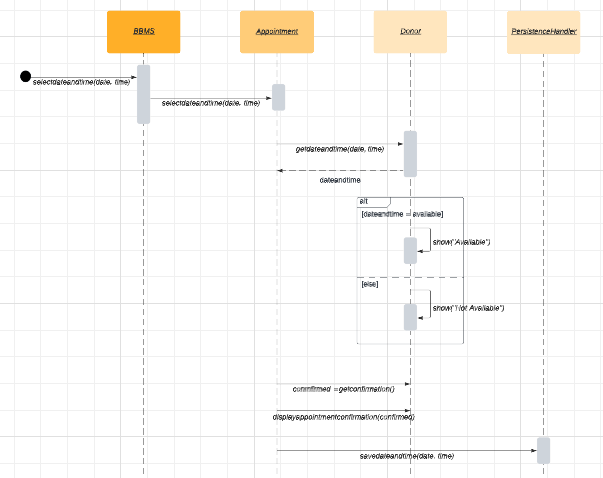 BBMS
Appointment
Donor
PersistenceHandler
selectdateandtime(date, time)
selectdateandtime(date, time)
getdateandtime(date, time)
dateandtime
alt
[dateandtime = available]
show("Available")
[else]
show("Not Available")
confirmed =getconfirmation()
displayappointmentconfirmation(confirmed)
savedateandtime(date, time)